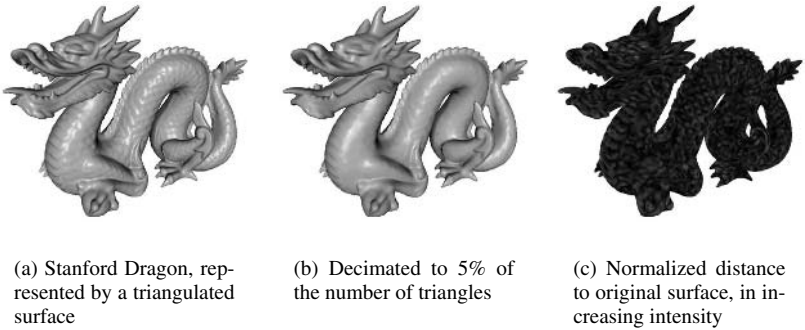 (a) Stanford Dragon, rep-
resented by a triangulated
surface
(b) Decimated to 5% of
the number of triangles
(c) Normalized distance
to original surface, in in-
creasing intensity